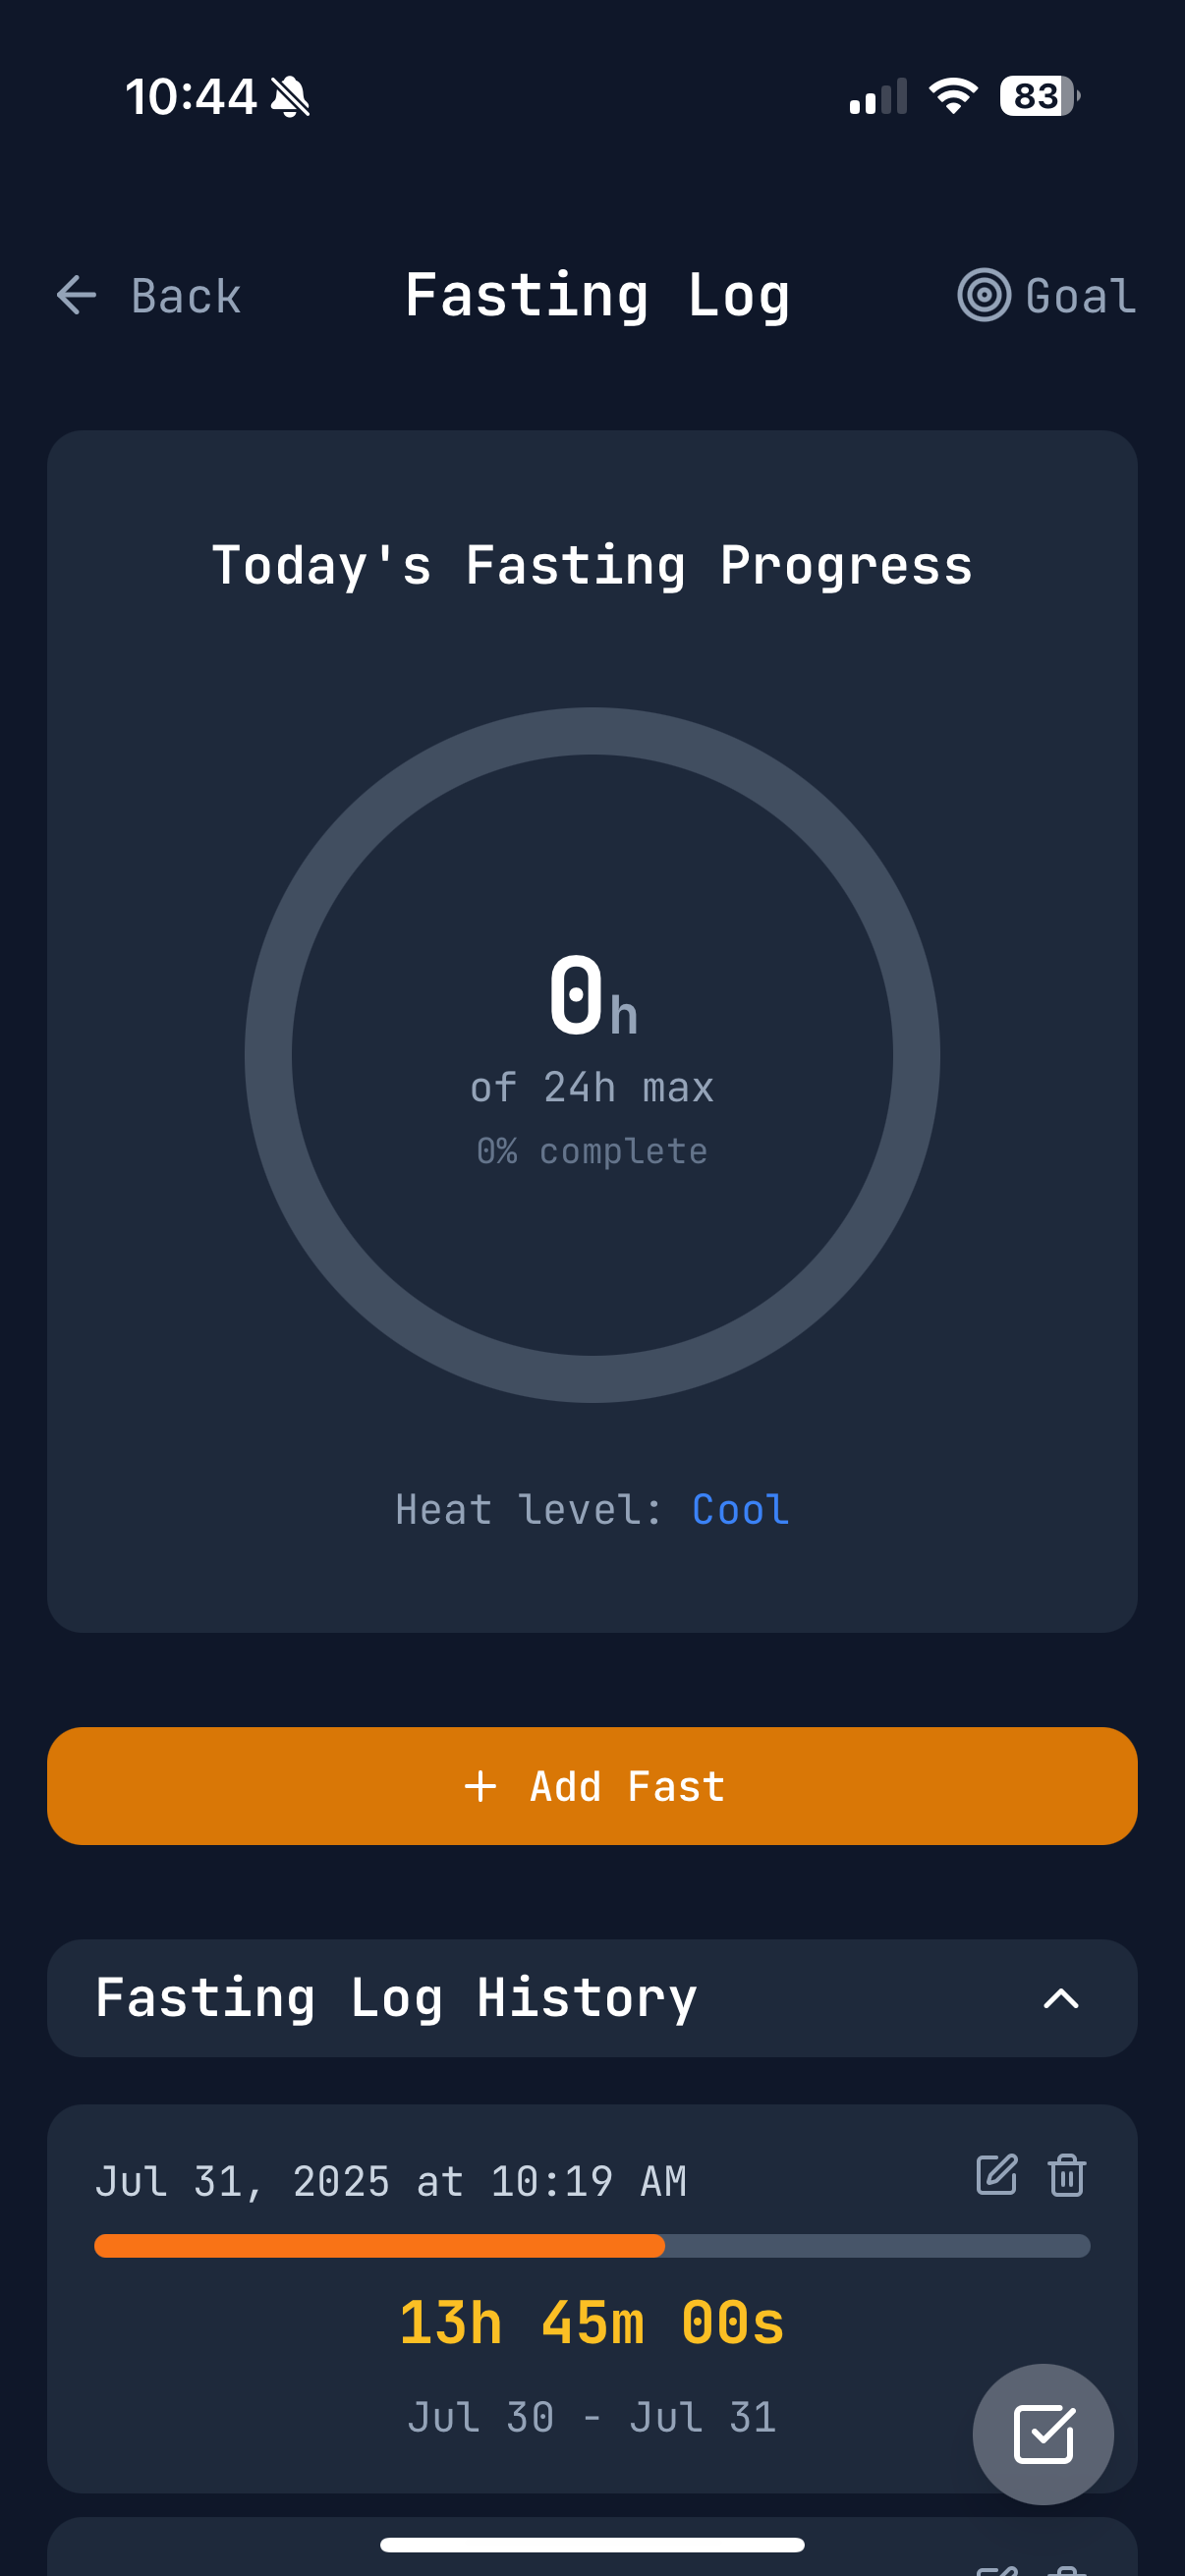 10:44
83
Back
Fasting Log
Goal
Today's Fasting Progress
0h
of 24h max
0% complete
Heat level: Cool
+ Add Fast
Fasting Log History
Jul 31, 2025 at 10:19 AM
13h 45m 00s
Jul 30 - Jul 31